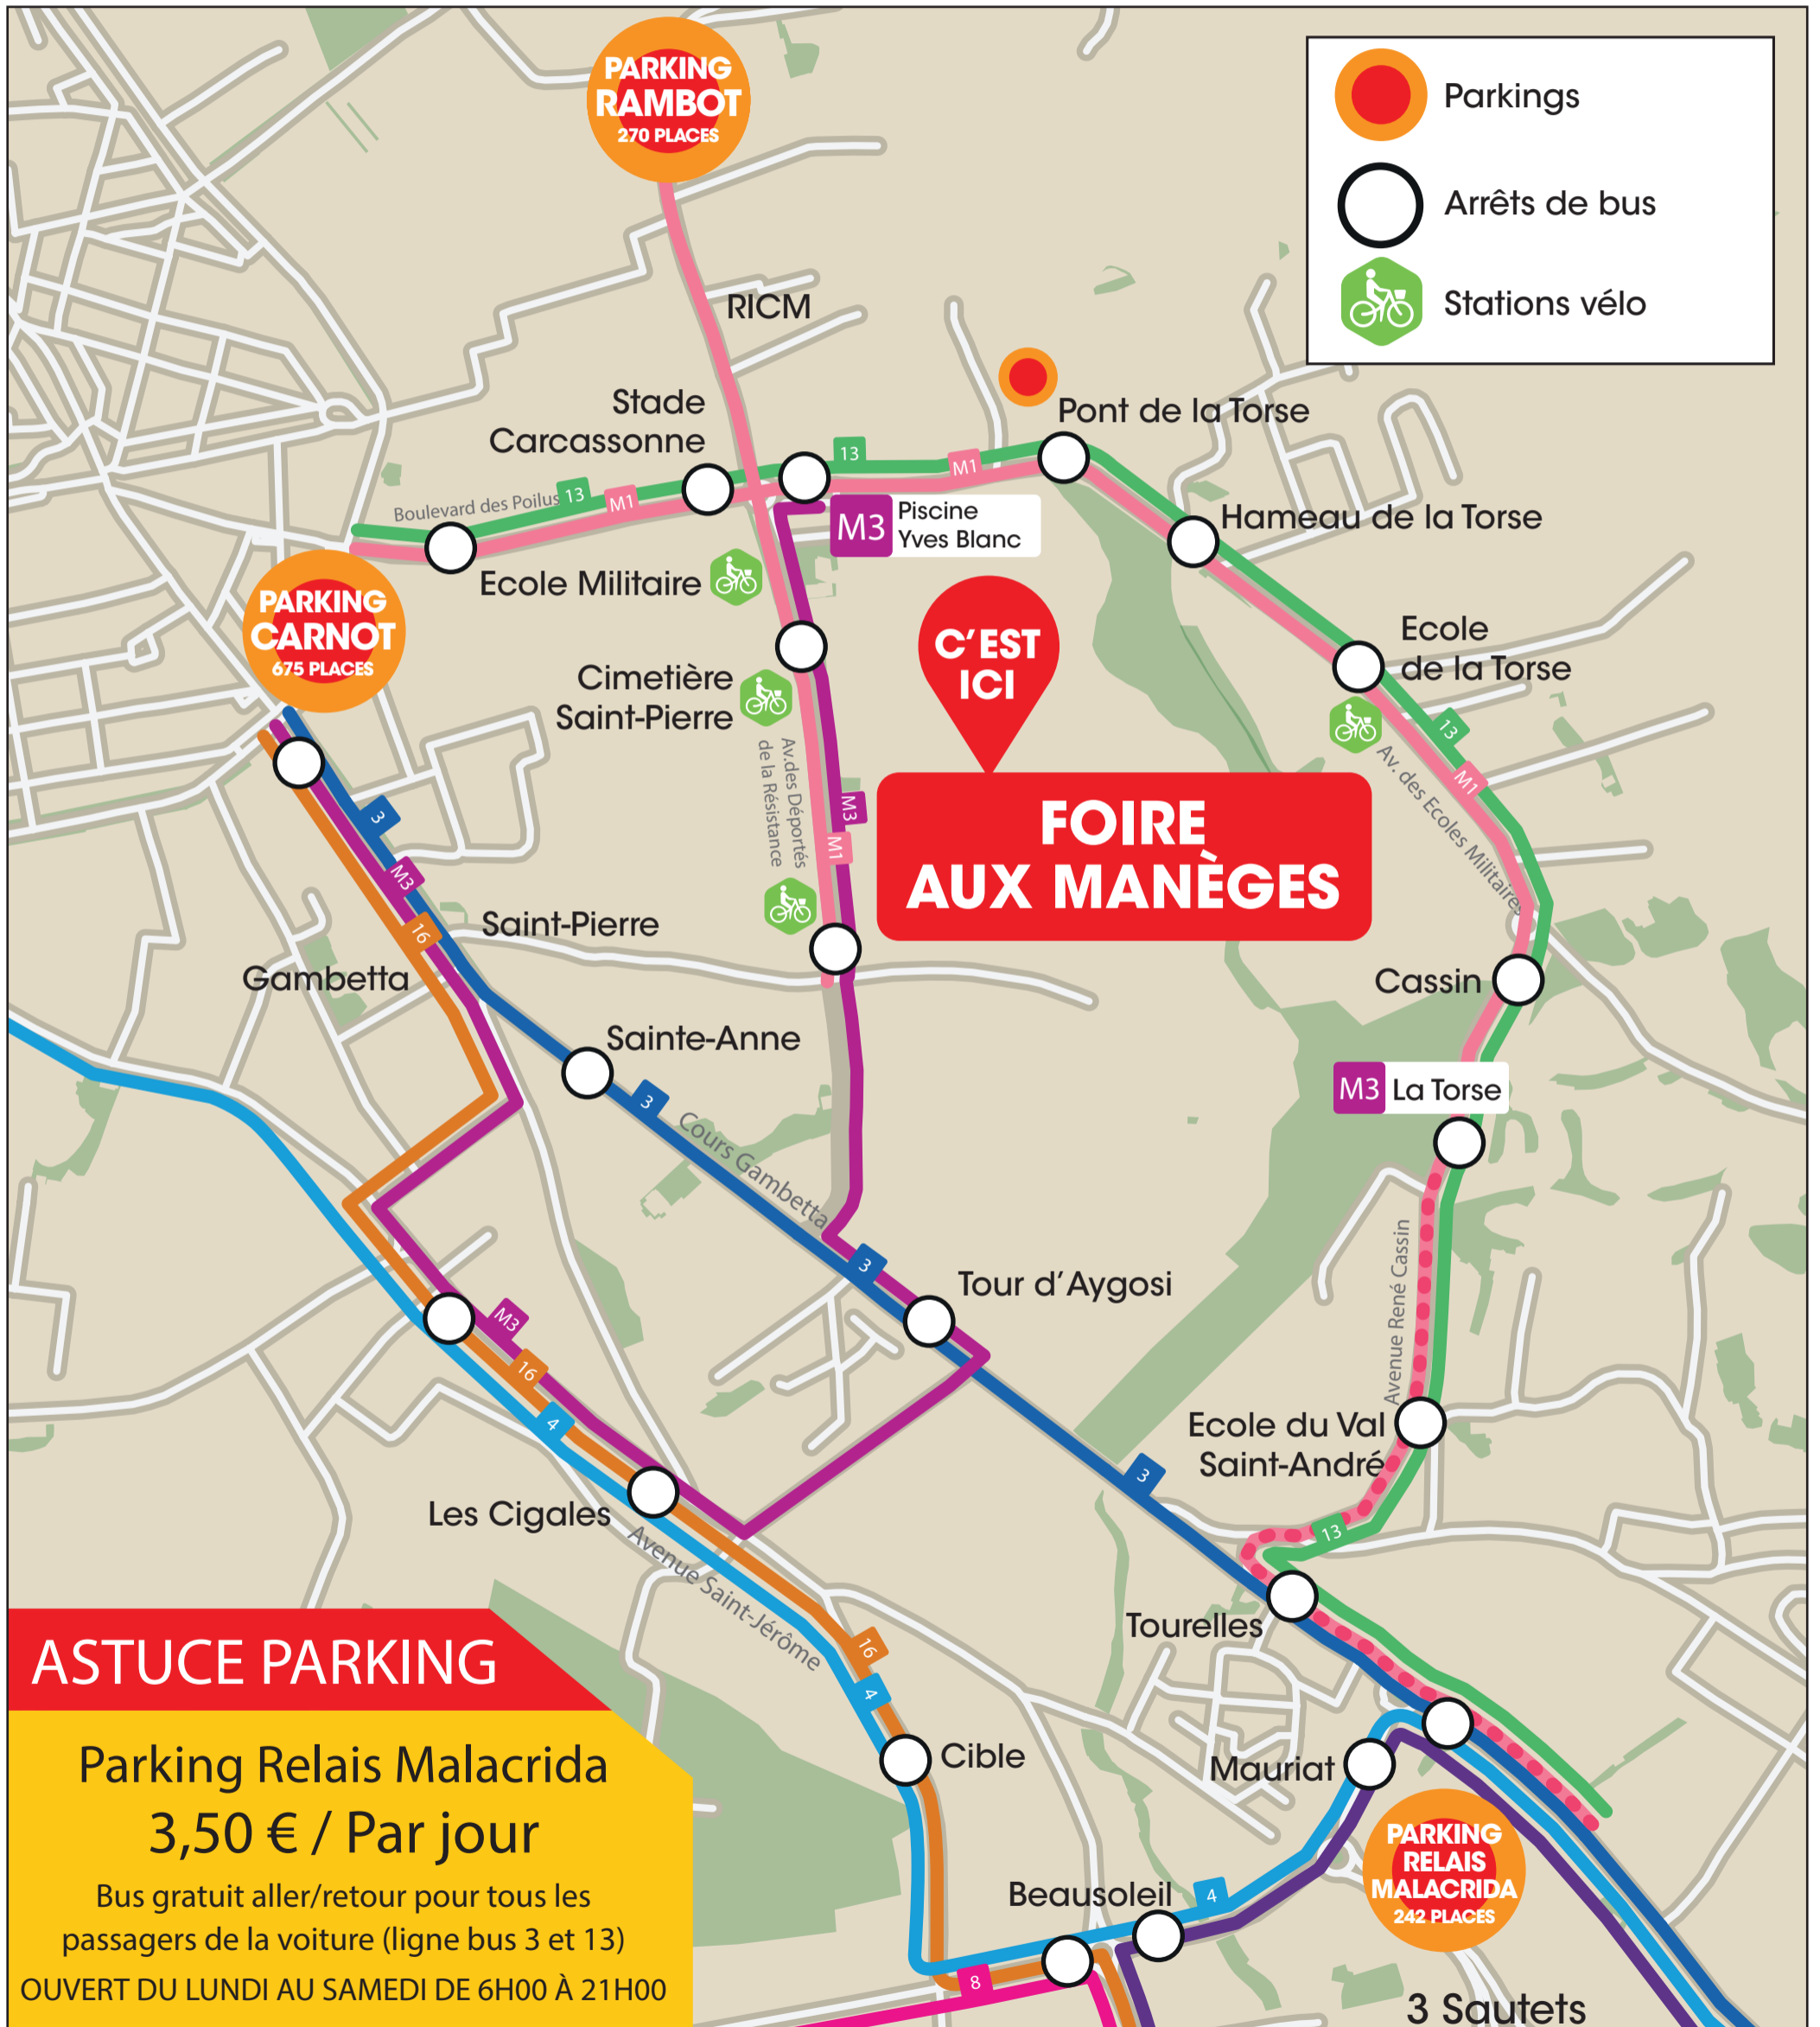 PARKING
RAMBOT
270 PLACES
Parkings
Arrêts de bus
Stations vélo
RICM
Stade
Carcassonne
Pont de la Torse
13
M1
Boulevard des Poilus
13
M1
M3
Piscine
Yves Blanc
Hameau de la Torse
Ecole Militaire
PARKING
CARNOT
675 PLACES
C'EST
ICI
Ecole
de la Torse
Cimetière
Saint-Pierre
13
M1
Av. des Ecoles Militaires
Av.des Déportés
de la Résistance
M3
M1
FOIRE
AUX MANÈGES
3
M3
16
Saint-Pierre
Gambetta
Cassin
Sainte-Anne
3
Cours Gambetta
M3
La Torse
Avenue René Cassin
3
Tour d'Aygosi
M3
16
4
Ecole du Val
Saint-André
3
13
Les Cigales
Avenue Saint-Jérôme
16
4
Tourelles
Cible
Mauriat
ASTUCE PARKING
Parking Relais Malacrida
3,50 € / Par jour
Bus gratuit aller/retour pour tous les
passagers de la voiture (ligne bus 3 et 13)
OUVERT DU LUNDI AU SAMEDI DE 6H00 À 21H00
PARKING
RELAIS
MALACRIDA
242 PLACES
Beausoleil
4
8
3 Sautets